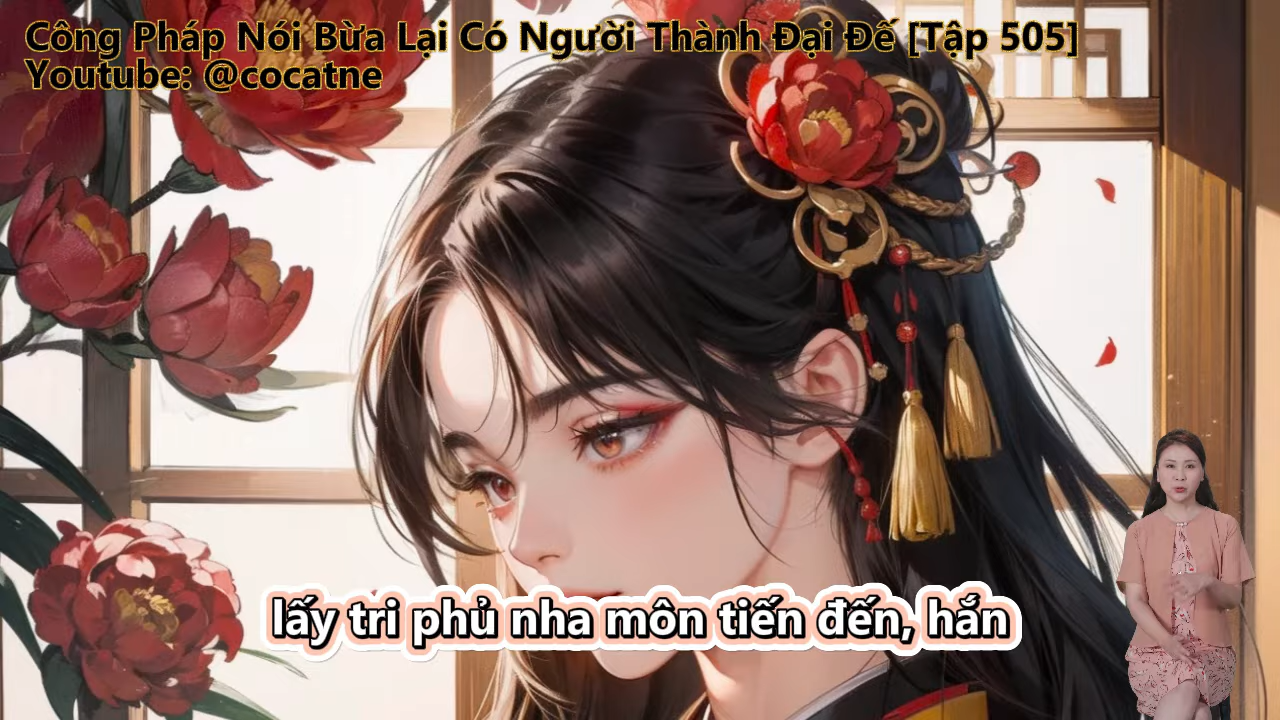 Công Pháp Nói Bừa Lại Có Người Thành Đại Đế [Tập 505]
Youtube: @cocatne
lấy tri phủ nha môn tiến đến, hắn